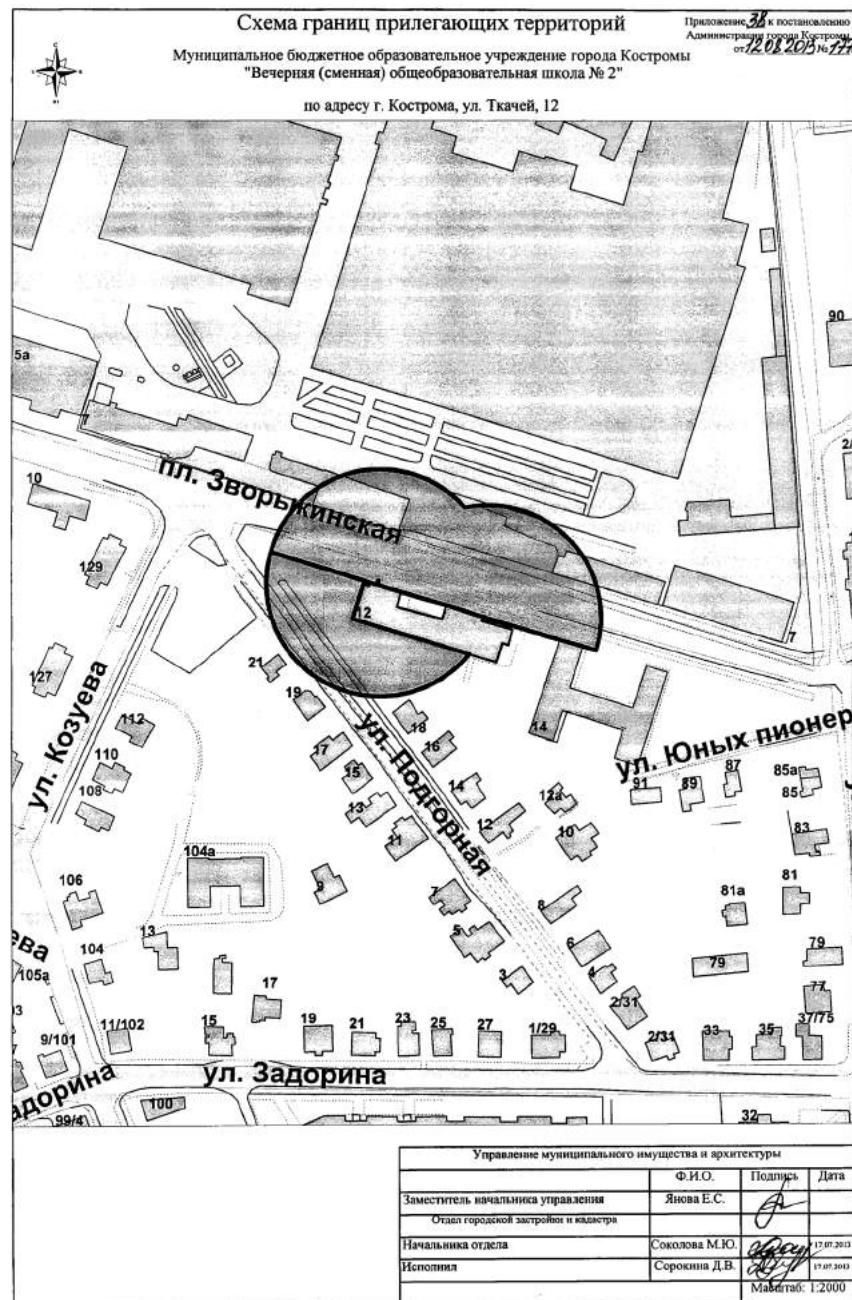 Схема границ прилегающих территорий
Приложение 38 к постановлению
Администрации города Костромы
от 12.08.2013 №
Муниципальное бюджетное образовательное учреждение города Костромы
"Вечерняя (сменная) общеобразовательная школа № 2"
по адресу г. Кострома, ул. Ткачей, 12
90
5а
7
2/
10
пл. Зворыкинская
129
12
7
127
21
19
ул. Козуева
112
18
14
17
16
ул. Юных пионер
110
15
ул. Подгорная
87
85а
14
91
89
85
108
13
12а
12
10
83
11
104а
9
106
7
81
8
81а
13
5
ева
104
6
79
105а
3
4
79
17
2/31
77
03
11/102
15
19
21
23
25
27
1/29
2/31
33
35
37/75
9/101
ул. Задорина
адорина
100
99/4
32
Управление муниципального имущества и архитектуры
Ф.И.О. Подпись Дата
Заместитель начальника управления Янова Е.С.
Отдел городской застройки и кадастра
Начальника отдела Соколова М.Ю. 17.07.2013
Исполнил Сорокина Д.В. 17.07.2013
Масштаб: 1:2000